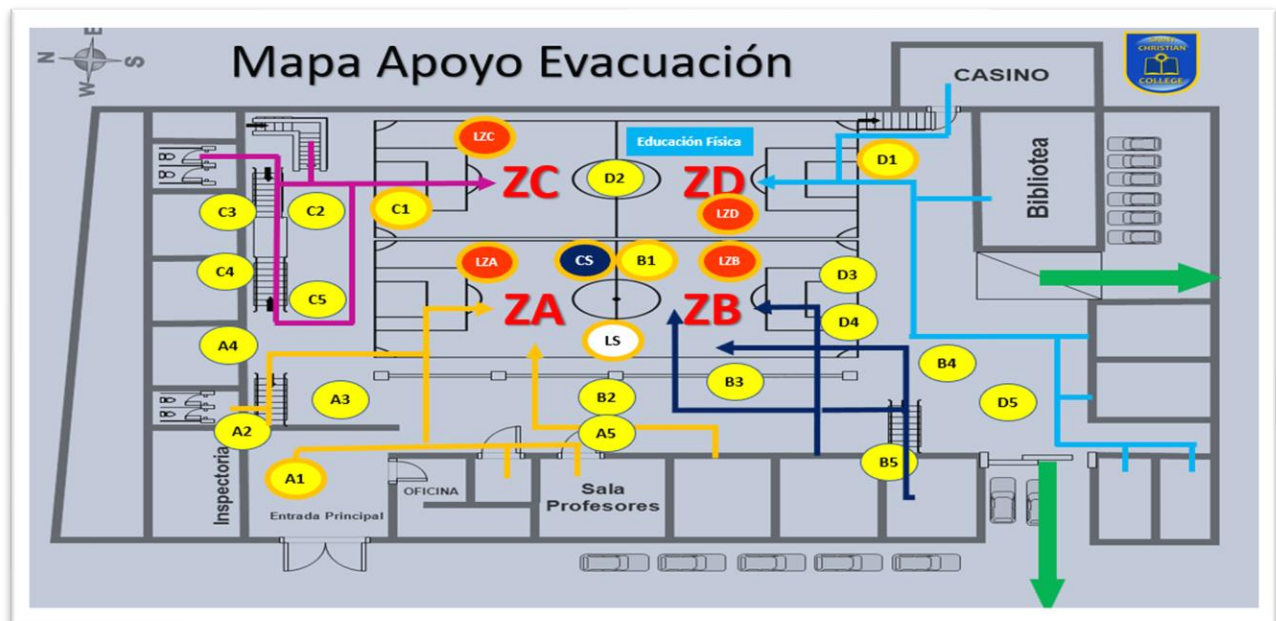 E
N
S
W
Mapa Apoyo Evacuación
CHRISTIAN
COLLEGE
CASINO
LZC
Educación Física
D1
ZC
D2
ZD
C3
C2
C1
LZD
Bibliotea
C4
LZA
CS
B1
LZB
D3
C5
ZA
ZB
D4
A4
LS
B4
A3
B3
B2
D5
A2
A5
Inspectoria
A1
B5
OFICINA
Sala
Profesores
Entrada Principal